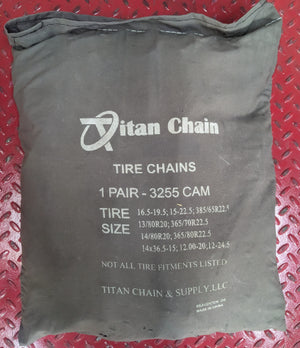 Titan Chain
TIRE CHAINS
1 PAIR - 3255 CAM
TIRE 16.5-19.5; 15-22.5; 385/65R22.5
SIZE 13/80R20; 365/70R22.5
14/80R20; 365/80R22.5
14x36.5-15; 12.00-20; 12-24.5
NOT ALL TIRE FITMENTS LISTED
TITAN CHAIN & SUPPLY, LLC
MADE IN CHINA